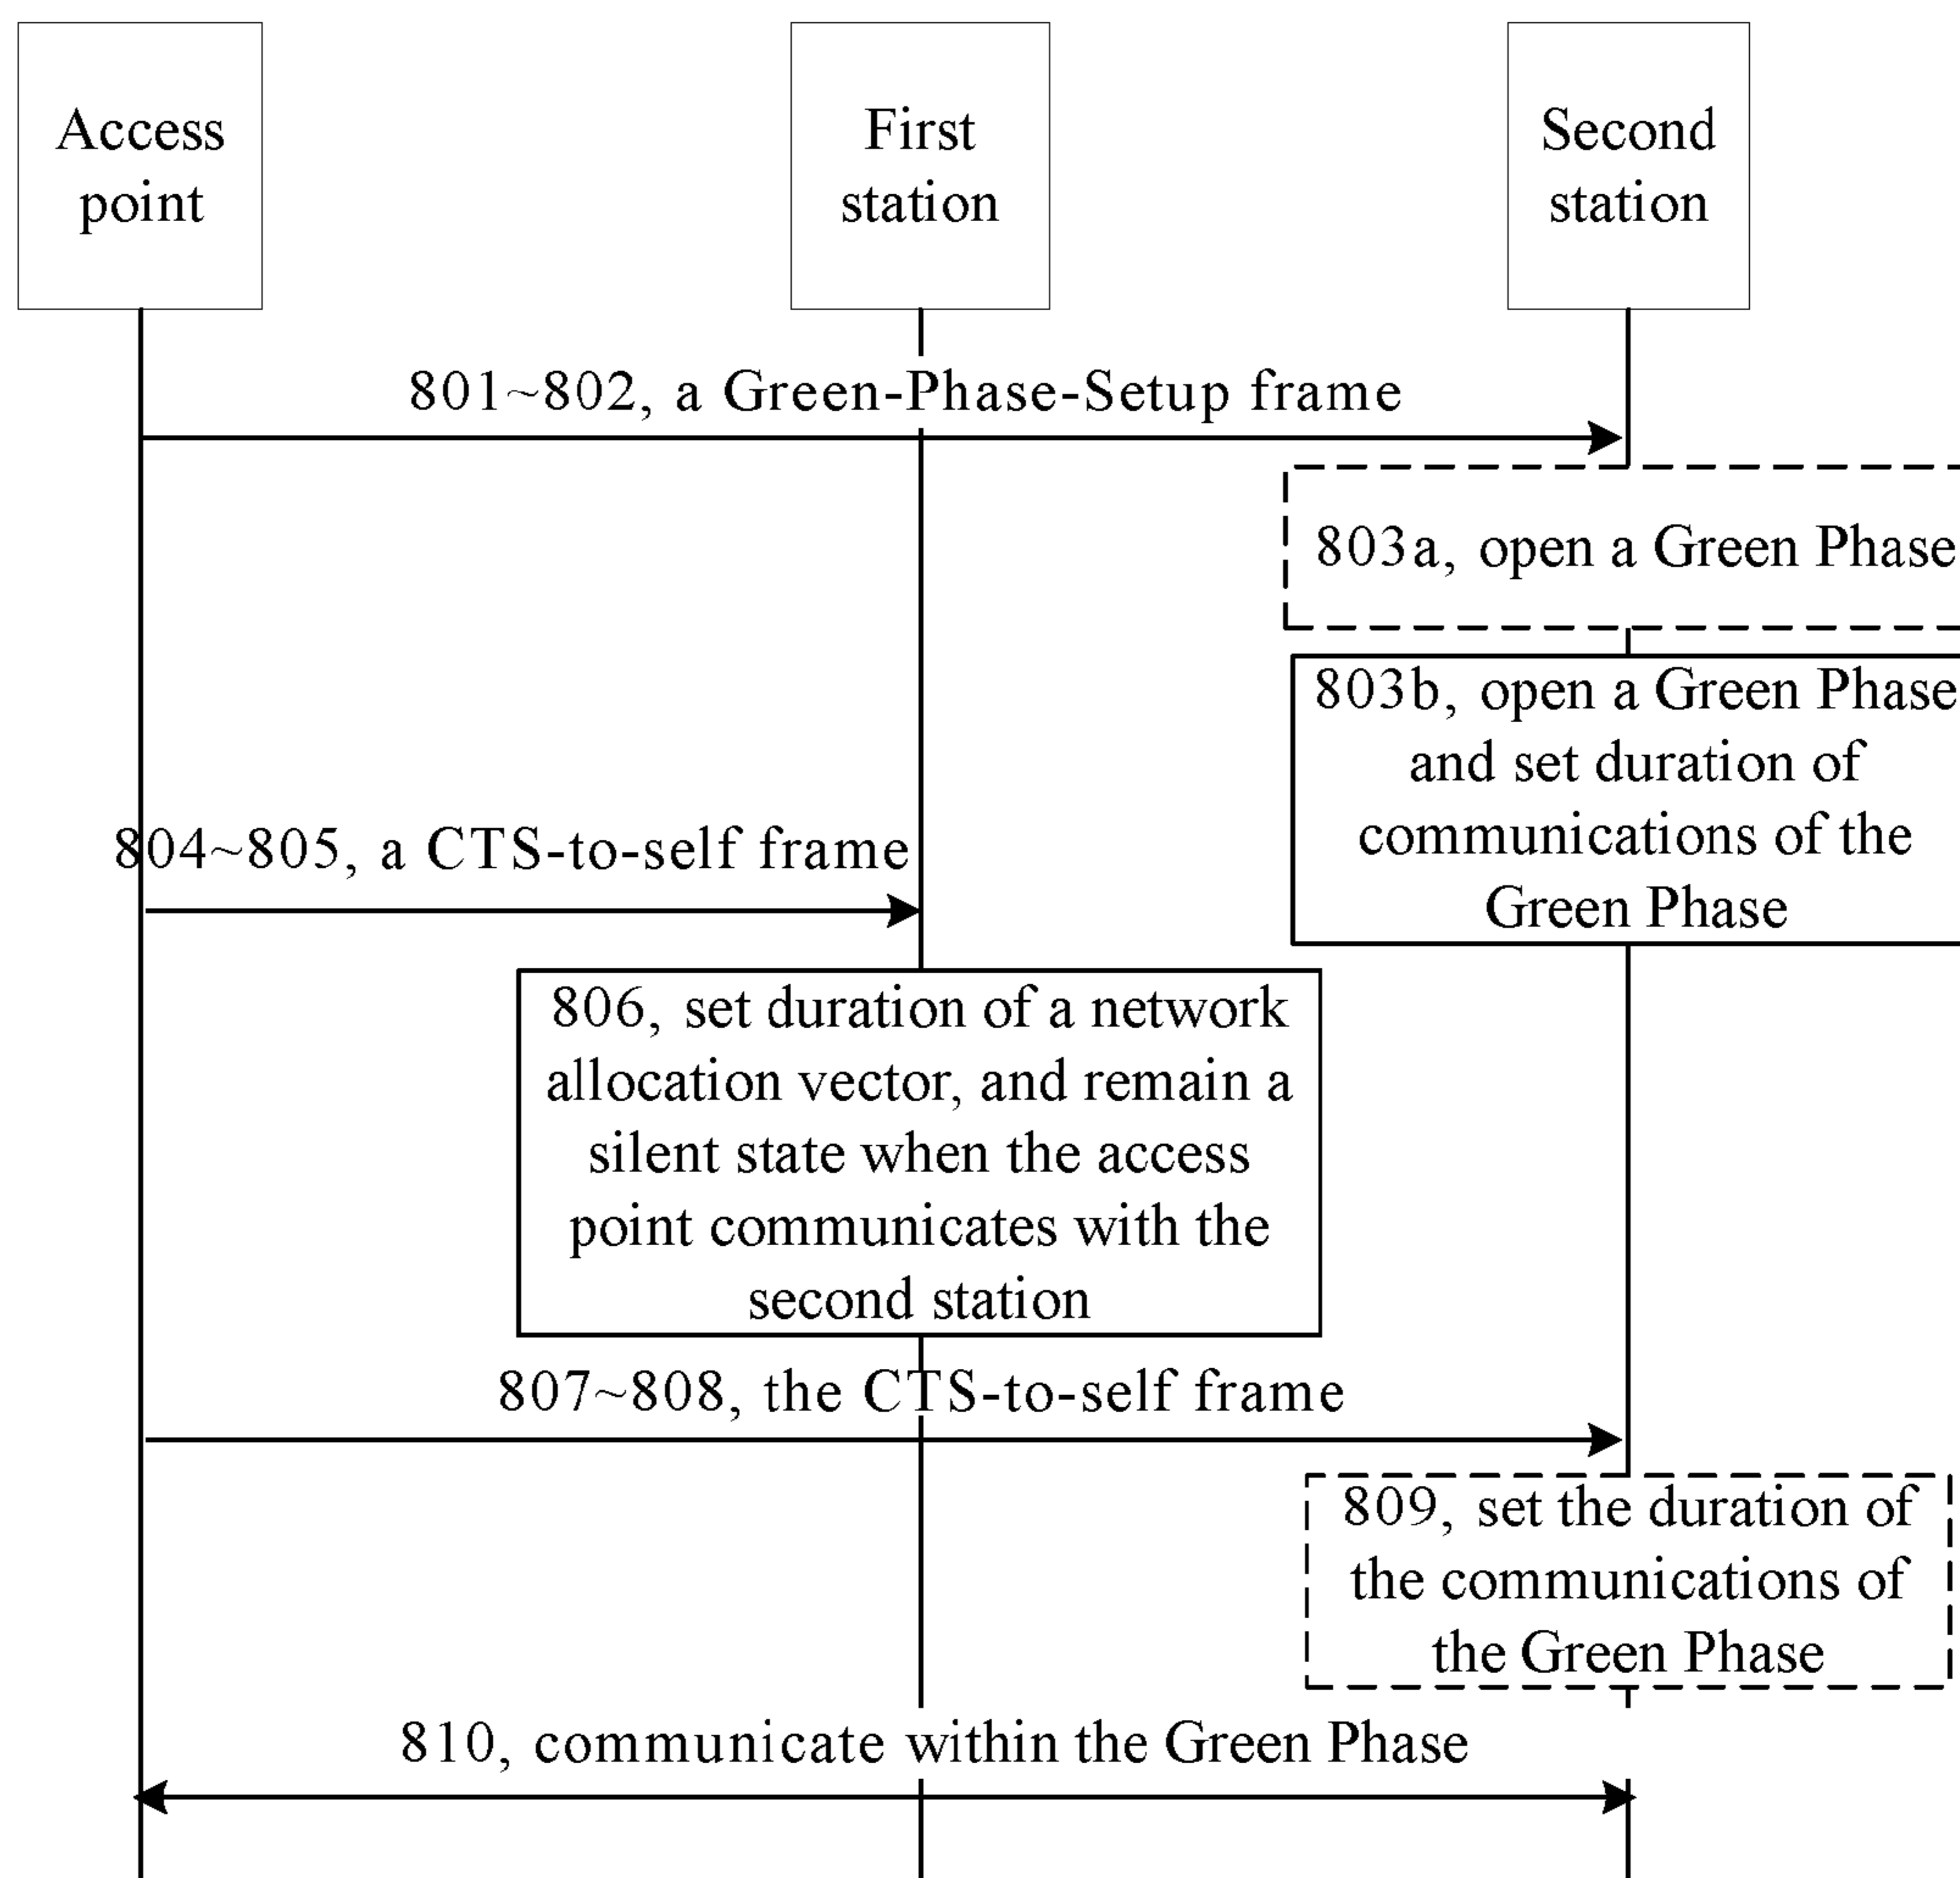 Access
point
First
station
Second
station
801~802, a Green-Phase-Setup frame
803a, open a Green Phase
803b, open a Green Phase
and set duration of
communications of the
Green Phase
804~805, a CTS-to-self frame
806, set duration of a network
allocation vector, and remain a
silent state when the access
point communicates with the
second station
807~808, the CTS-to-self frame
809, set the duration of
the communications of
the Green Phase
810, communicate within the Green Phase